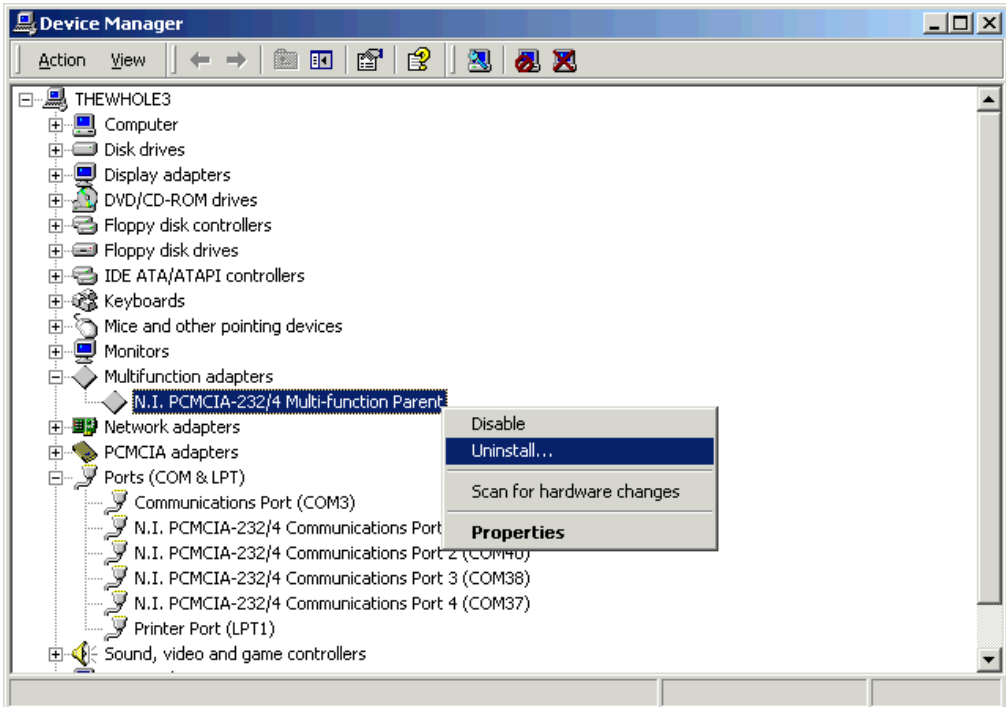 Device Manager
Action View
THEWHOLE3
Computer
Disk drives
Display adapters
DVD/CD-ROM drives
Floppy disk controllers
Floppy disk drives
IDE ATA/ATAPI controllers
Keyboards
Mice and other pointing devices
Monitors
Multifunction adapters
N.I. PCMCIA-232/4 Multi-function Parent
Network adapters
PCMCIA adapters
Ports (COM & LPT)
Communications Port (COM3)
N.I. PCMCIA-232/4 Communications Port
N.I. PCMCIA-232/4 Communications Port 2 (COM40)
N.I. PCMCIA-232/4 Communications Port 3 (COM38)
N.I. PCMCIA-232/4 Communications Port 4 (COM37)
Printer Port (LPT1)
Sound, video and game controllers
Disable
Uninstall...
Scan for hardware changes
Properties